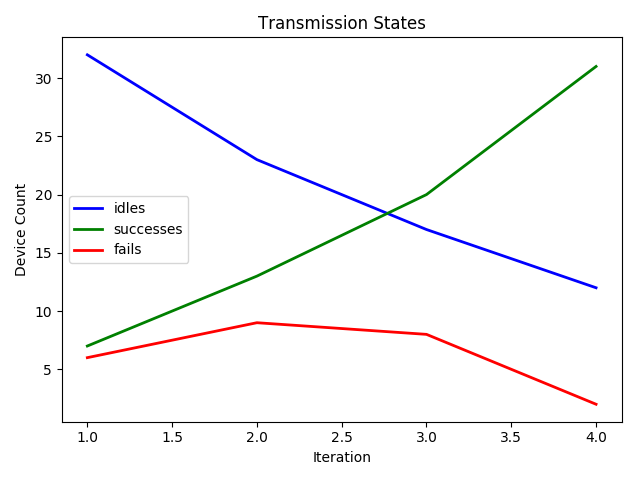 Transmission States
Device Count
30
25
20
15
10
5
idles
successes
fails
1.0 1.5 2.0 2.5 3.0 3.5 4.0
Iteration